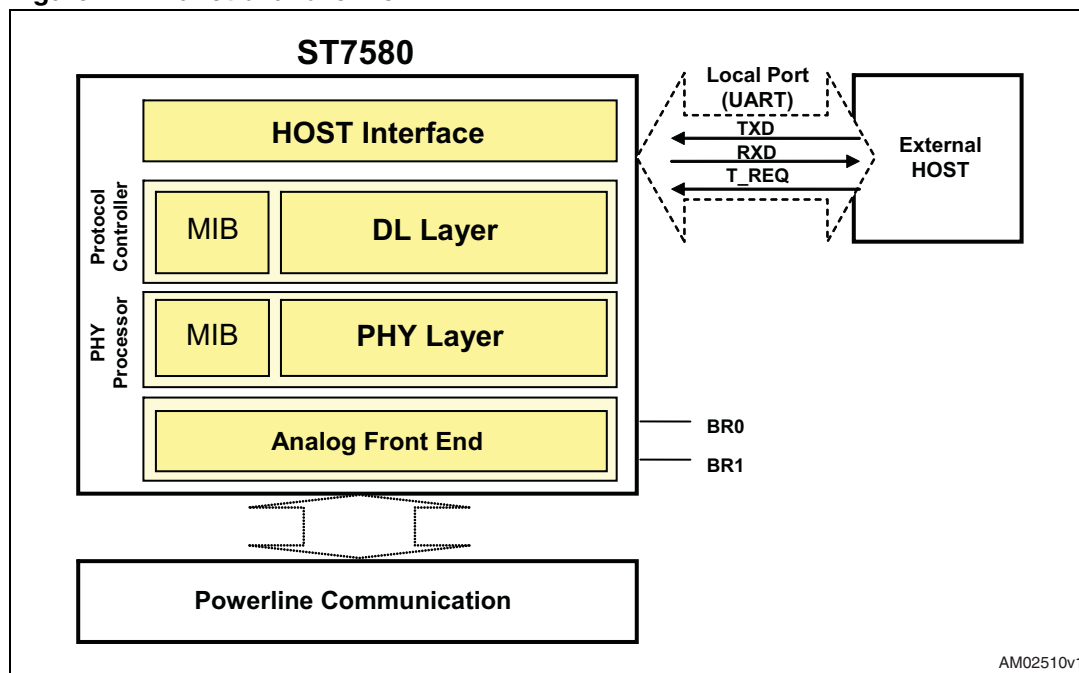 ST7580
HOST Interface
Protocol
Controller
MIB
DL Layer
PHY
Processor
MIB
PHY Layer
Analog Front End
Local Port
(UART)
TXD
RXD
T_REQ
External
HOST
BR0
BR1
Powerline Communication
AM02510v1